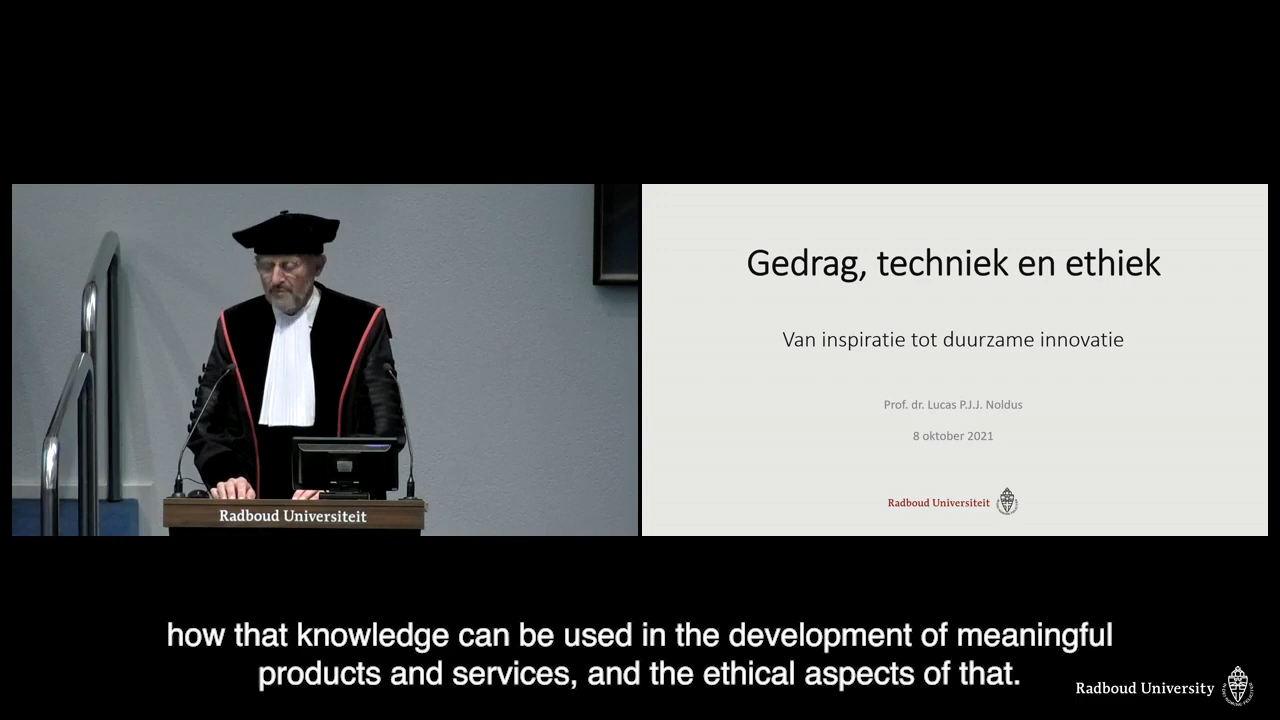 Radboud Universiteit
Gedrag, techniek en ethiek
Van inspiratie tot duurzame innovatie
Prof. dr. Lucas P.J.J. Noldus
8 oktober 2021
Radboud Universiteit
how that knowledge can be used in the development of meaningful
products and services, and the ethical aspects of that.
Radboud University